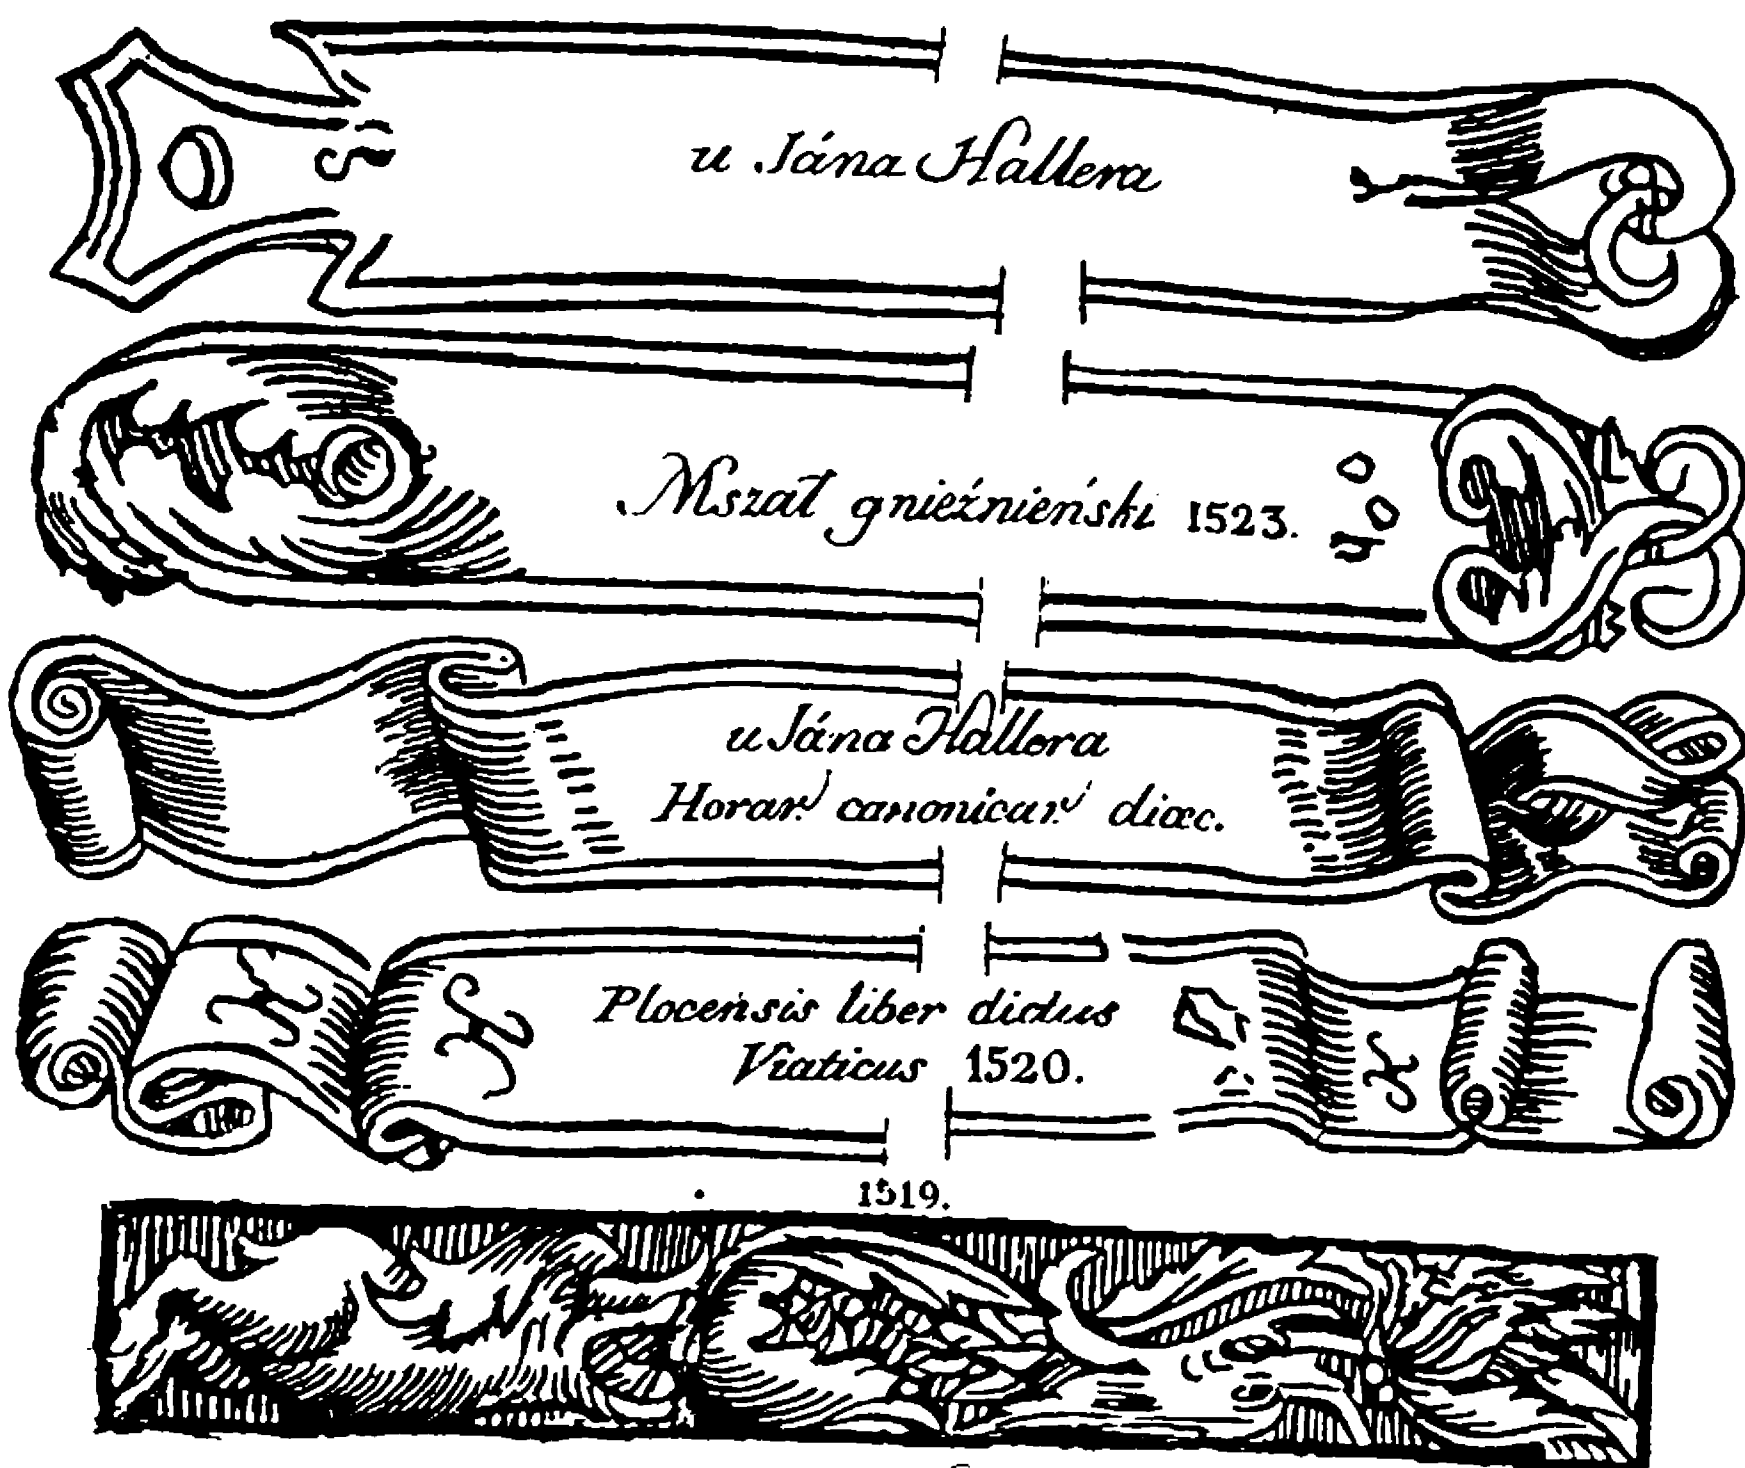 u Jána Hallera
Mszał gnieźnieński 1523.
u Jána Hallera
Horar. canonicar. diœc.
Plocensis liber dictus
Viaticus 1520.
1519.